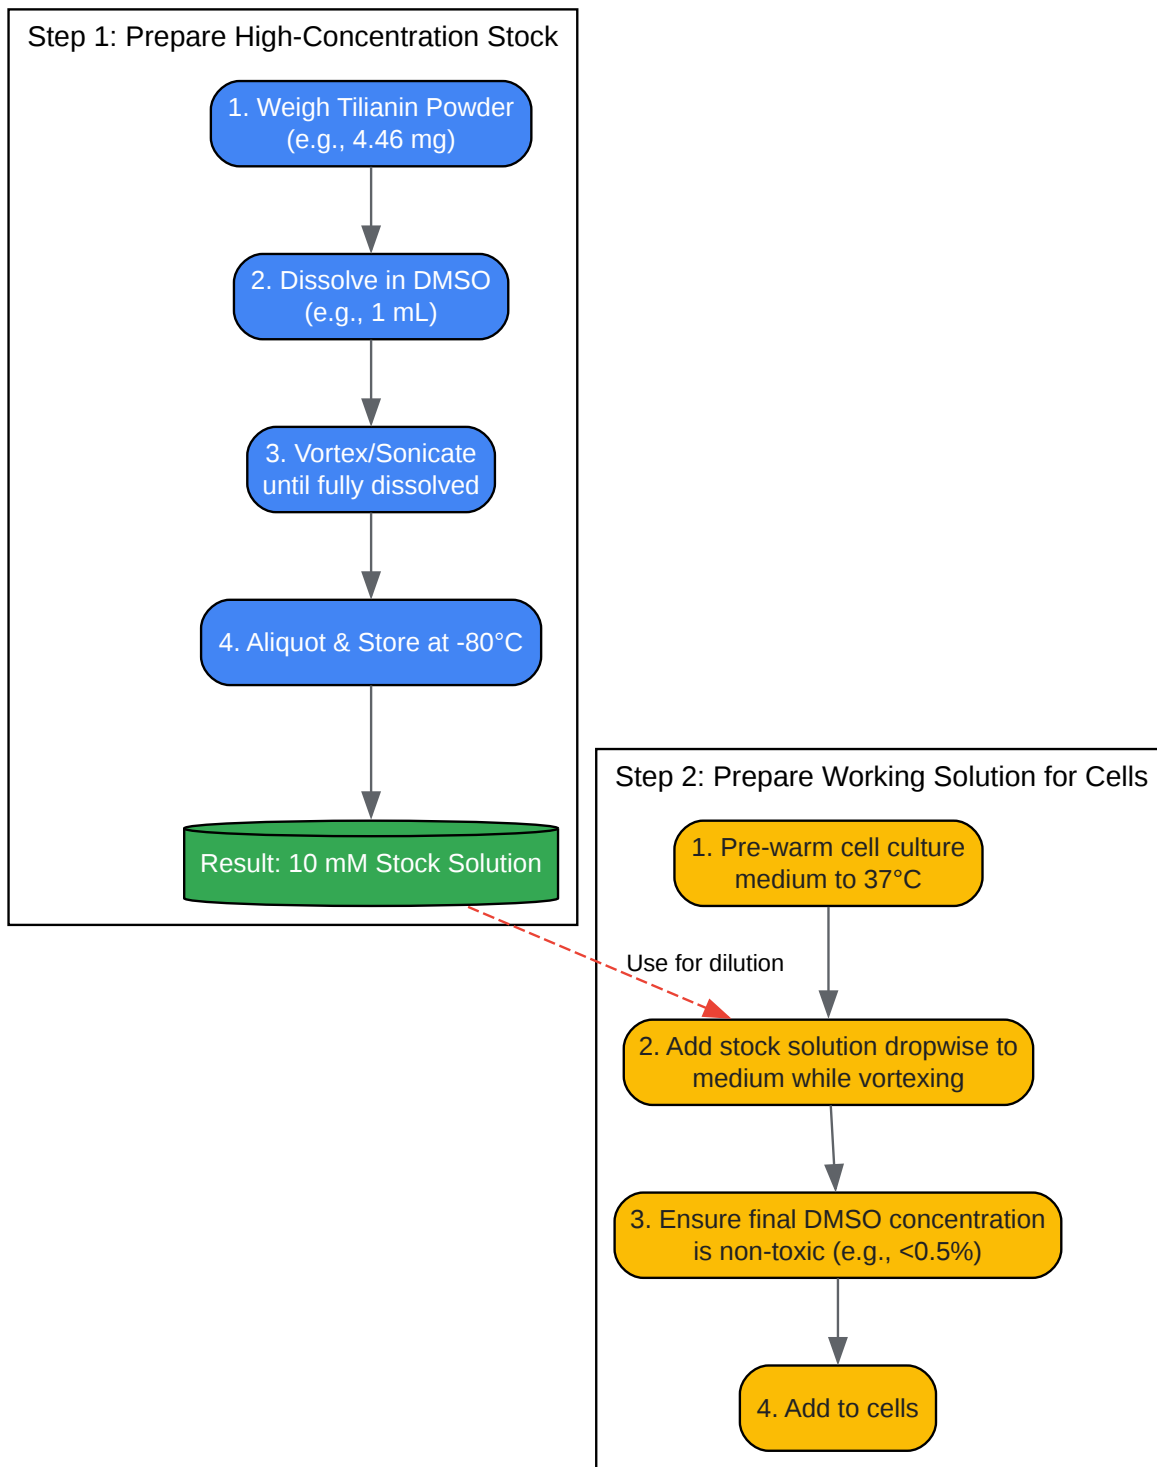 Step 1: Prepare High-Concentration Stock
1. Weigh Tilianin Powder
(e.g., 4.46 mg)
2. Dissolve in DMSO
(e.g., 1 mL)
3. Vortex/Sonicate
until fully dissolved
4. Aliquot & Store at -80°C
Result: 10 mM Stock Solution
Use for dilution
Step 2: Prepare Working Solution for Cells
1. Pre-warm cell culture
medium to 37°C
2. Add stock solution dropwise to
medium while vortexing
3. Ensure final DMSO concentration
is non-toxic (e.g., <0.5%)
4. Add to cells